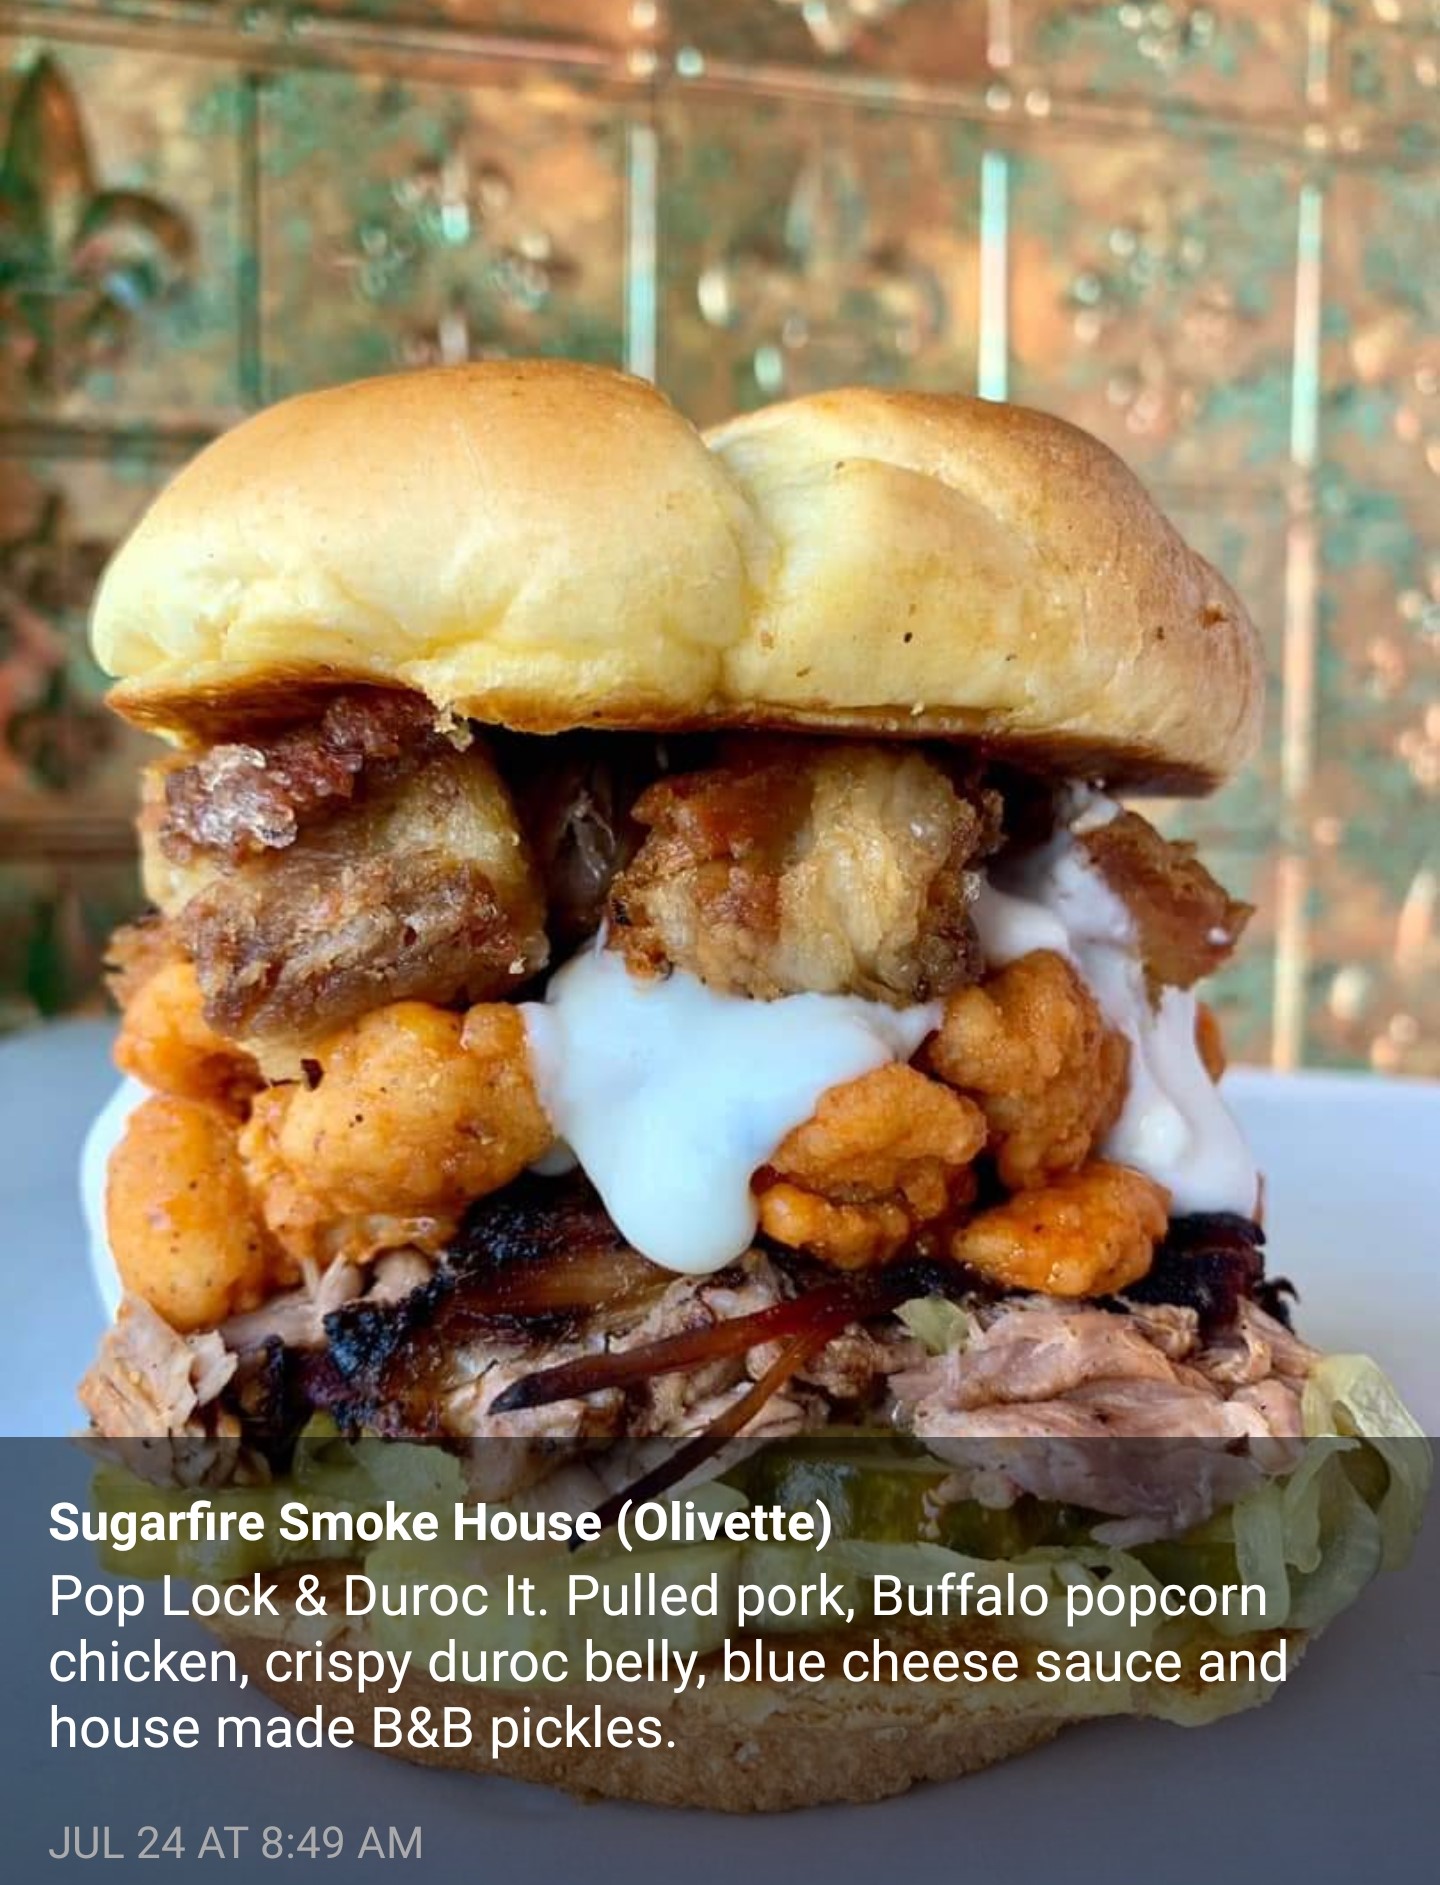 Sugarfire Smoke House (Olivette)
Pop Lock & Duroc It. Pulled pork, Buffalo popcorn
chicken, crispy duroc belly, blue cheese sauce and
house made B&B pickles.
JUL 24 AT 8:49 AM